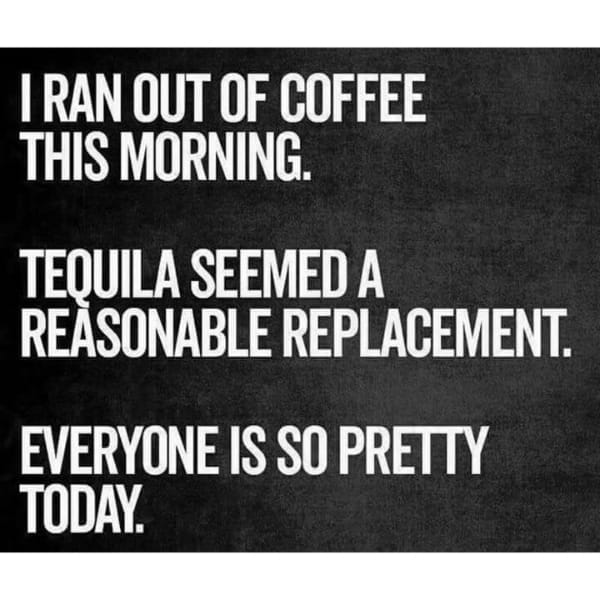 I RAN OUT OF COFFEE
THIS MORNING.
TEQUILA SEEMED A
REASONABLE REPLACEMENT.
EVERYONE IS SO PRETTY
TODAY.